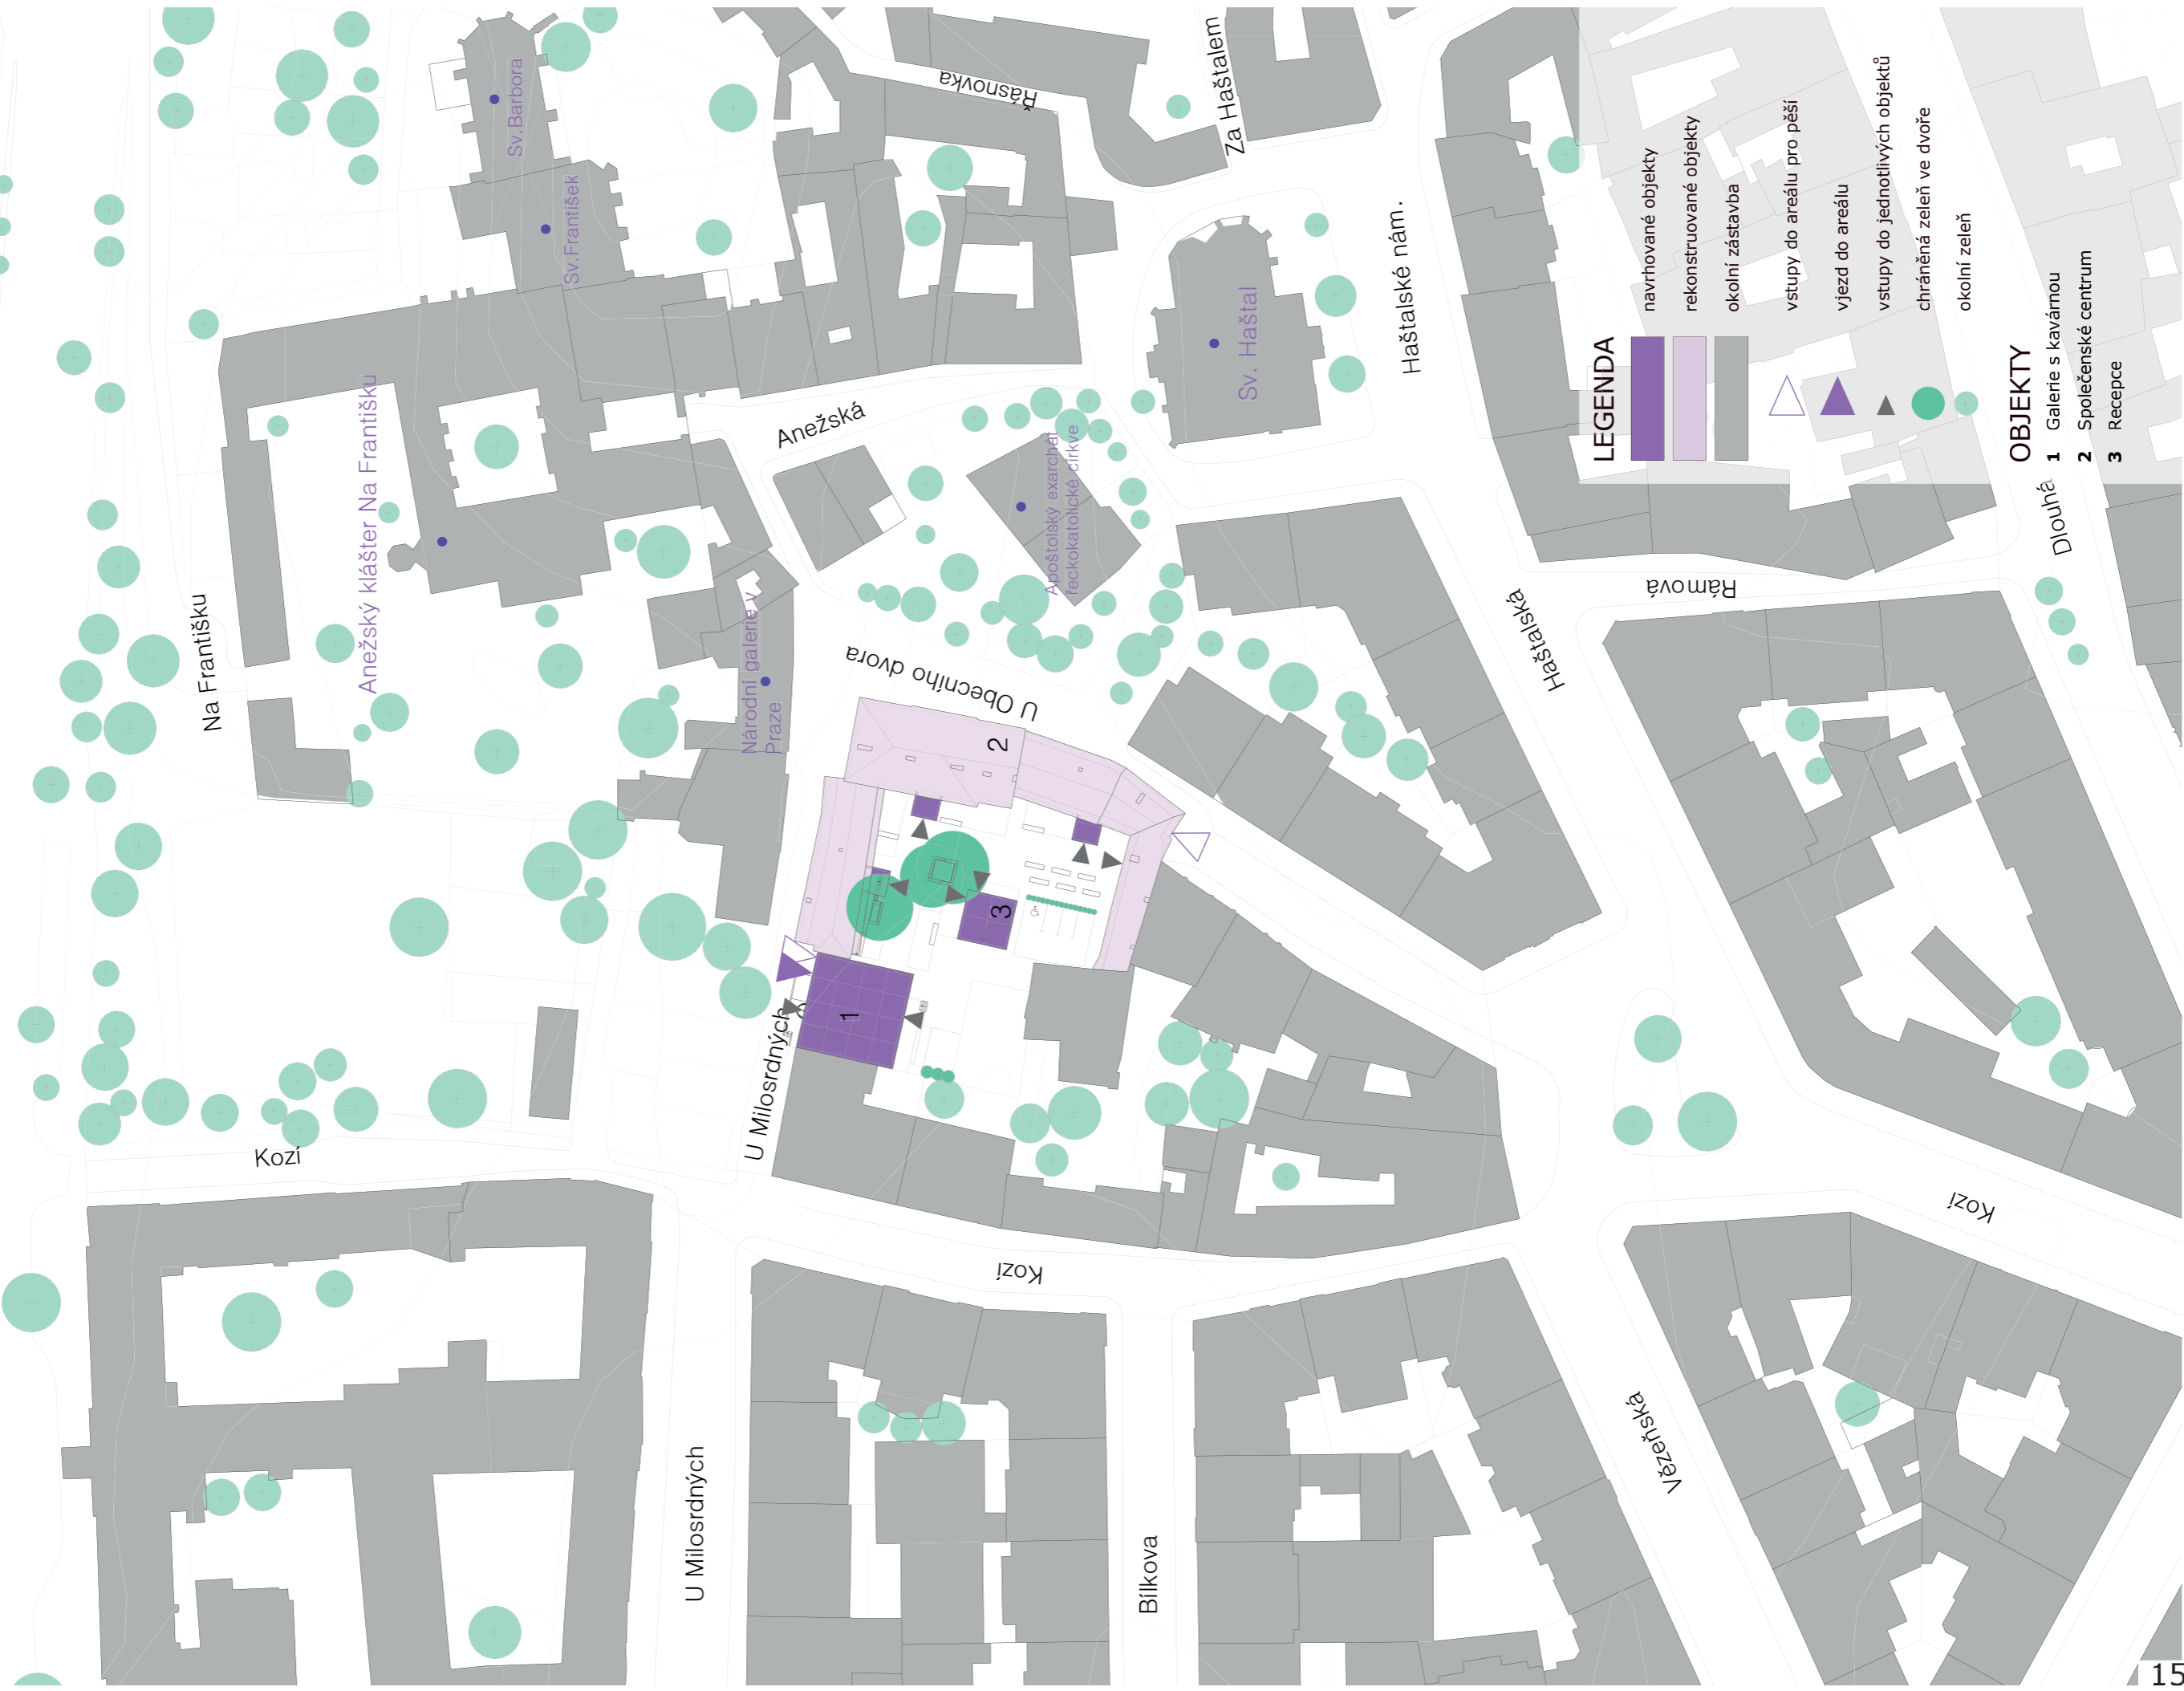 Sv.Barbora
Sv.František
Řásnovka
Za Haštalem
Anežský klášter Na Františku
Na Františku
Anežská
Sv. Haštal
Haštalské nám.
Apoštolský exarchát
řeckokatolické církve
Národní galerie v
Praze
U Obecního dvora
Haštalská
Rámová
Dlouhá
2
3
1
U Milosrdných
Kozí
Kozí
Kozí
U Milosrdných
Bílkova
Vězeňská
LEGENDA
navrhované objekty
rekonstruované objekty
okolní zástavba
vstupy do areálu pro pěší
vjezd do areálu
vstupy do jednotlivých objektů
chráněná zeleň ve dvoře
okolní zeleň
OBJEKTY
1 Galerie s kavárnou
2 Společenské centrum
3 Recepce
15